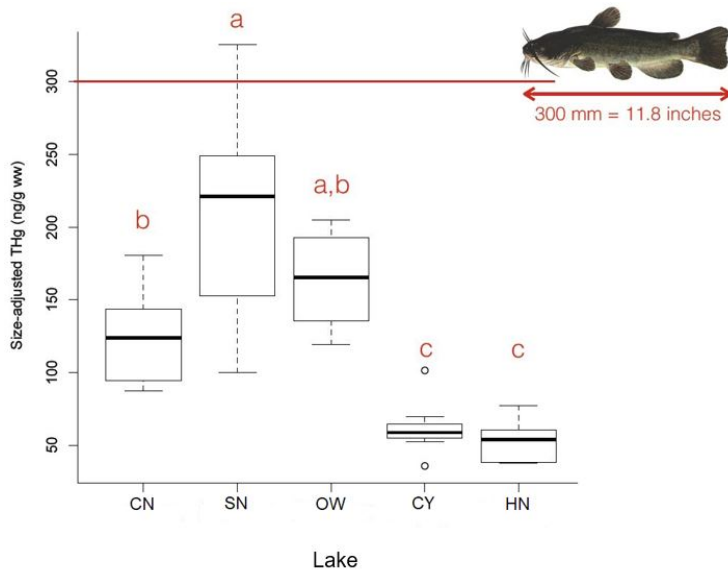 a
300
300 mm = 11.8 inches
250
a,b
b
200
Size-adjusted THg (ng/g ww)
150
c
c
100
50
CN
SN
OW
CY
HN
Lake